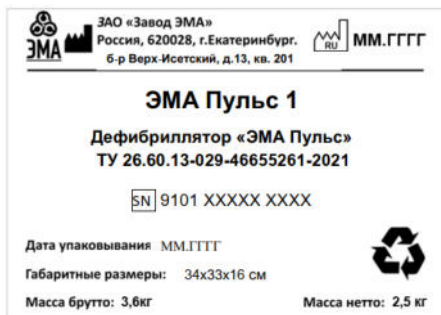 ЗАО «Завод ЭМА»
Россия, 620028, г.Екатеринбург.
б-р Верх-Исетский, д.13, кв. 201
ЭМА
RU
ММ.ГГГГ
ЭМА Пульс 1
Дефибриллятор «ЭМА Пульс»
ТУ 26.60.13-029-46655261-2021
SN 9101 XXXXX XXXX
Дата упаковывания ММ.ГГГГ
Габаритные размеры: 34х33х16 см
Масса брутто: 3,6кг
Масса нетто: 2,5 кг